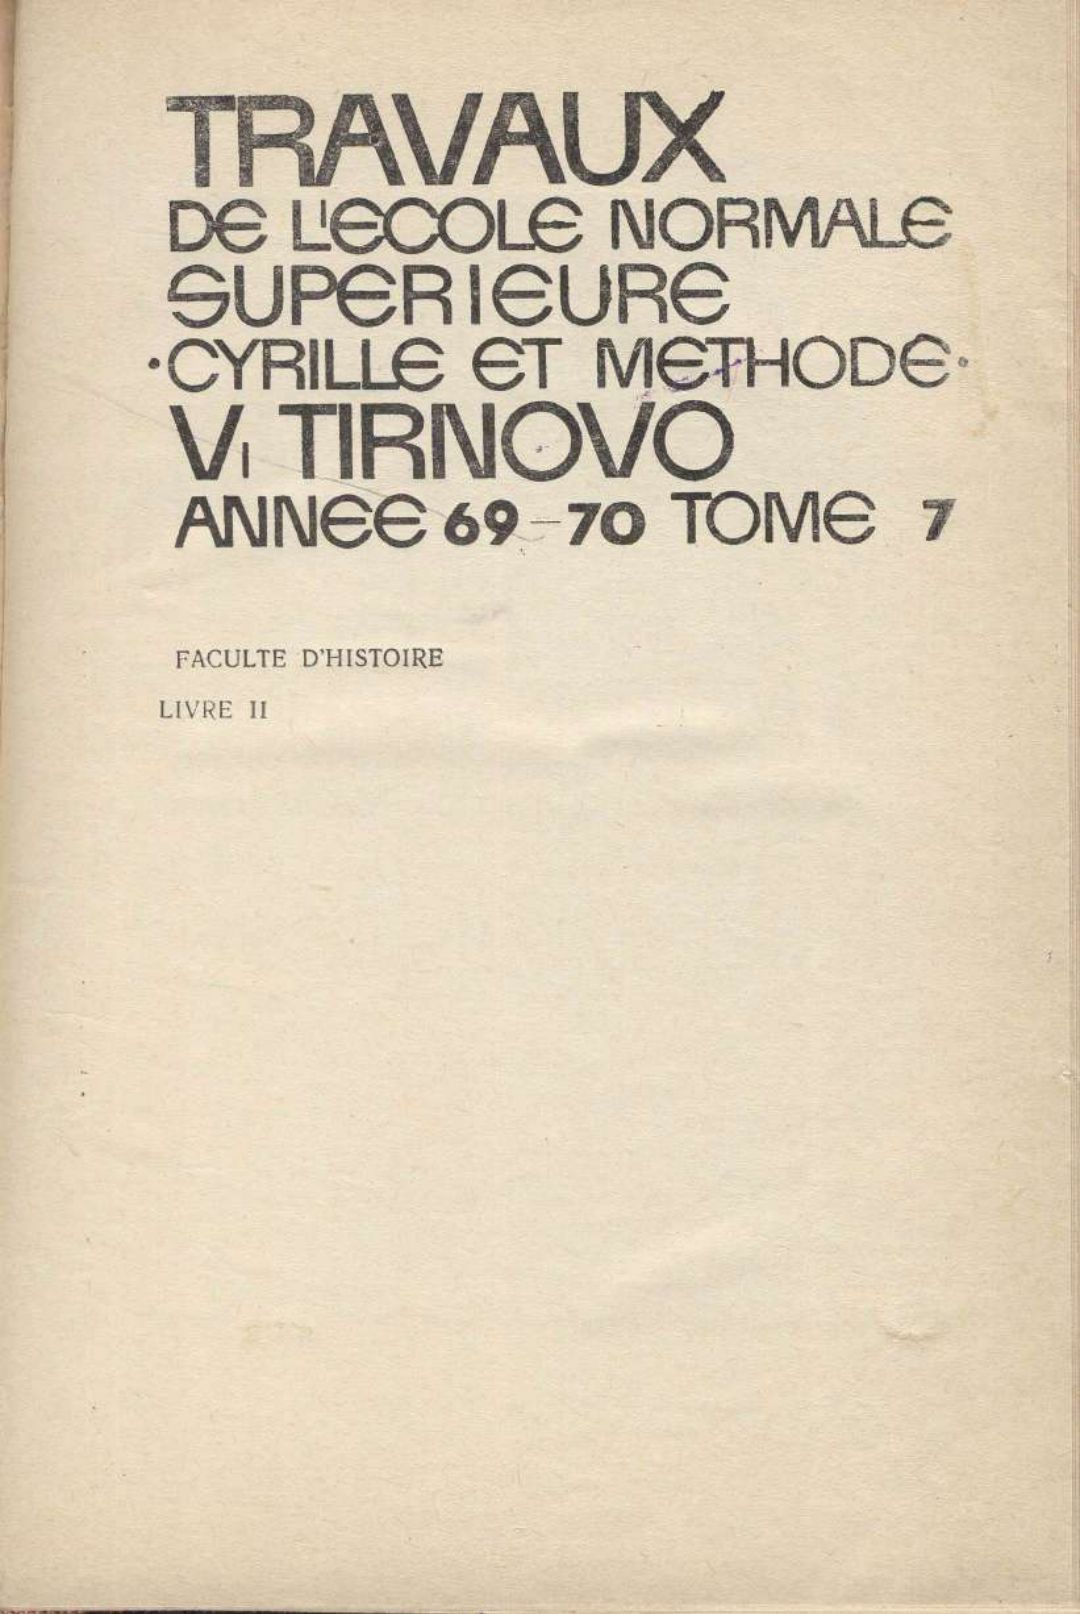 TRAVAUX
DE L'ECOLE NORMALE
SUPERIEURE
·CYRILLE ET METHODE·
V. TIRNOVO
ANNEE 69-70 TOME 7
FACULTE D'HISTOIRE
LIVRE II